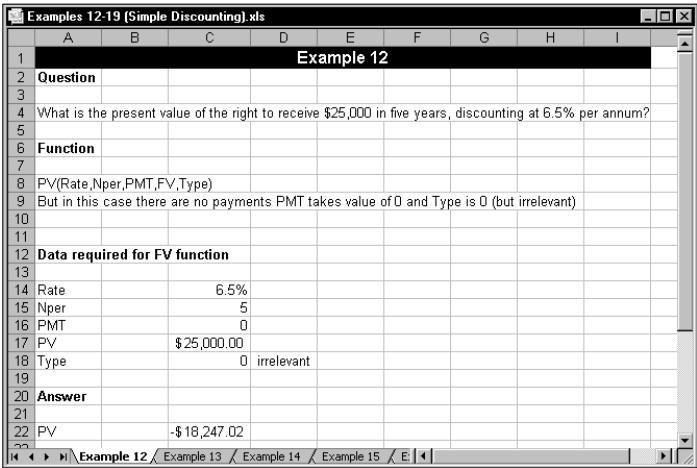 Examples 12-19 (Simple Discounting).xls
A B C D E F G H I
1 Example 12
2 Question
3
4 What is the present value of the right to receive $25,000 in five years, discounting at 6.5% per annum?
5
6 Function
7
8 PV(Rate,Nper,PMT,FV,Type)
9 But in this case there are no payments PMT takes value of 0 and Type is 0 (but irrelevant)
10
11
12 Data required for FV function
13
14 Rate 6.5%
15 Nper 5
16 PMT 0
17 PV $25,000.00
18 Type 0 irrelevant
19
20 Answer
21
22 PV -$18,247.02
Example 12 Example 13 Example 14 Example 15 E